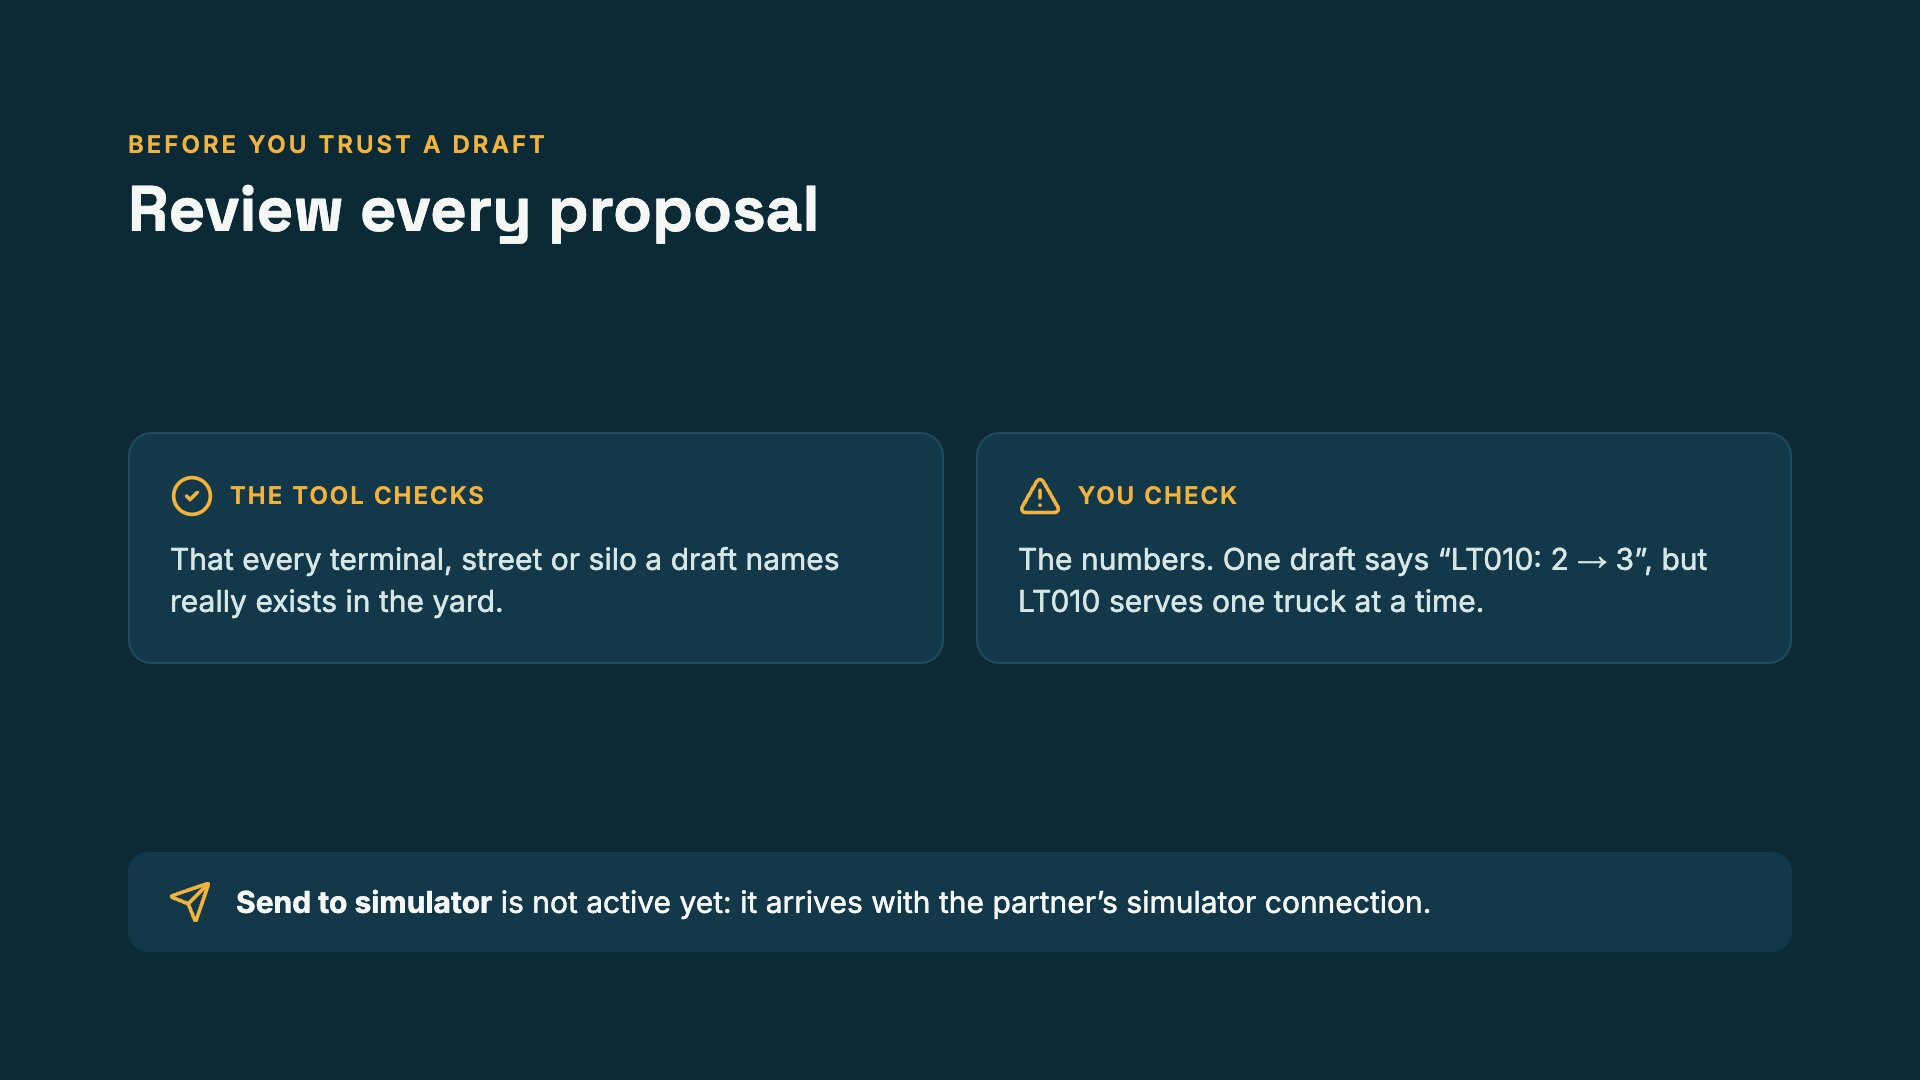 BEFORE YOU TRUST A DRAFT
Review every proposal
THE TOOL CHECKS
That every terminal, street or silo a draft names
really exists in the yard.
YOU CHECK
The numbers. One draft says “LT010: 2 → 3”, but
LT010 serves one truck at a time.
Send to simulator is not active yet: it arrives with the partner’s simulator connection.